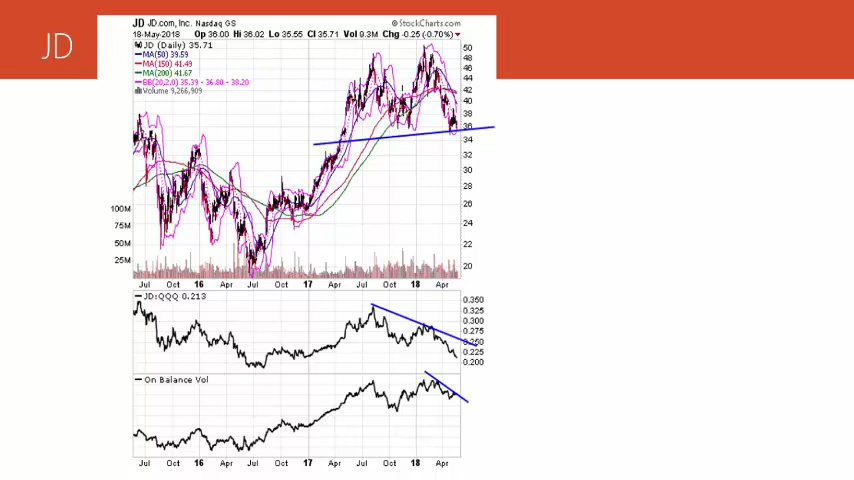 JD
JD JD.com, Inc. Nasdaq GS
© StockCharts.com
18-May-2018 Op 36.00 Hi 36.02 Lo 35.55 Cl 35.71 Vol 9.3M Chg -0.25 (-0.70%)
JD (Daily) 35.71
MA(50) 39.59
MA(150) 41.49
MA(200) 41.67
BB(20,2.0) 35.39 - 36.80 - 38.20
Volume 9,266,909
50
48
46
44
42
40
38
36
34
32
30
28
26
24
22
20
100M
75M
50M
25M
Jul Oct 16 Apr Jul Oct 17 Apr Jul Oct 18 Apr
JD:QQQ 0.213
0.350
0.325
0.300
0.275
0.250
0.225
0.200
On Balance Vol
Jul Oct 16 Apr Jul Oct 17 Apr Jul Oct 18 Apr